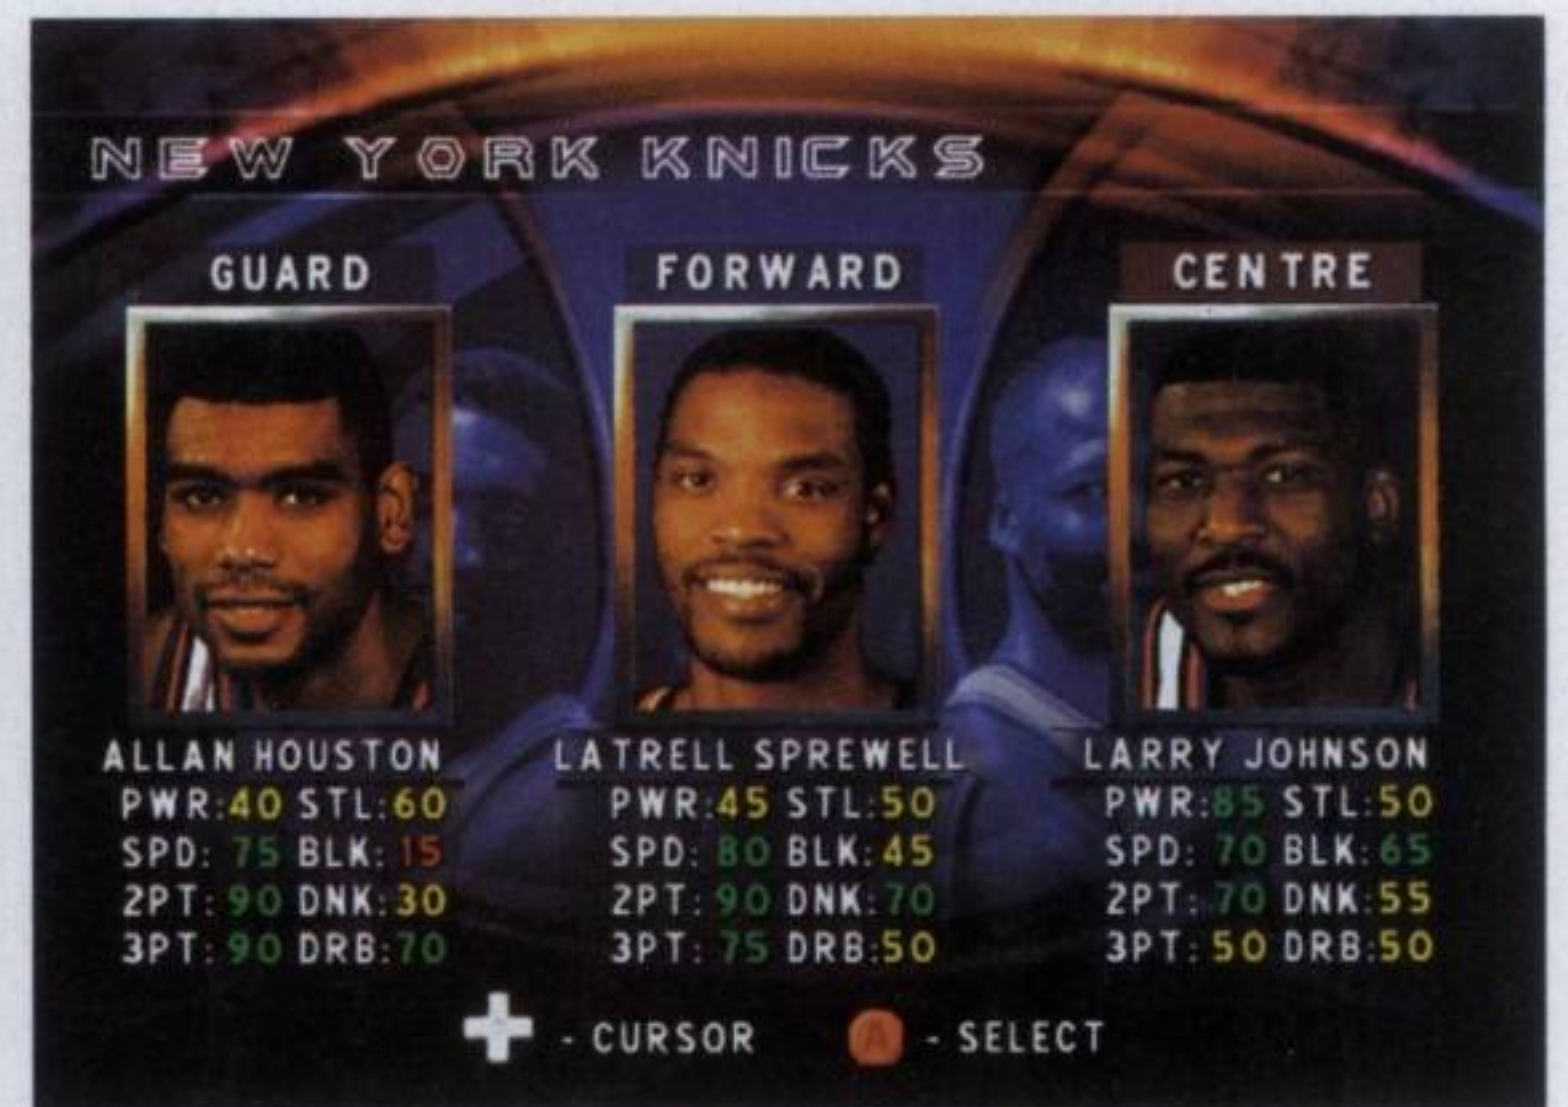 NEW YORK KNICKS
GUARD FORWARD CENTRE
ALLAN HOUSTON LATRELL SPREWELL LARRY JOHNSON
PWR:40 STL:60 PWR:45 STL:50 PWR:85 STL:50
SPD: 75 BLK: 15 SPD: 80 BLK:45 SPD: 70 BLK:65
2PT: 90 DNK:30 2PT: 90 DNK:70 2PT: 70 DNK:55
3PT: 90 DRB:70 3PT: 75 DRB:50 3PT: 50 DRB:50
- CURSOR A - SELECT